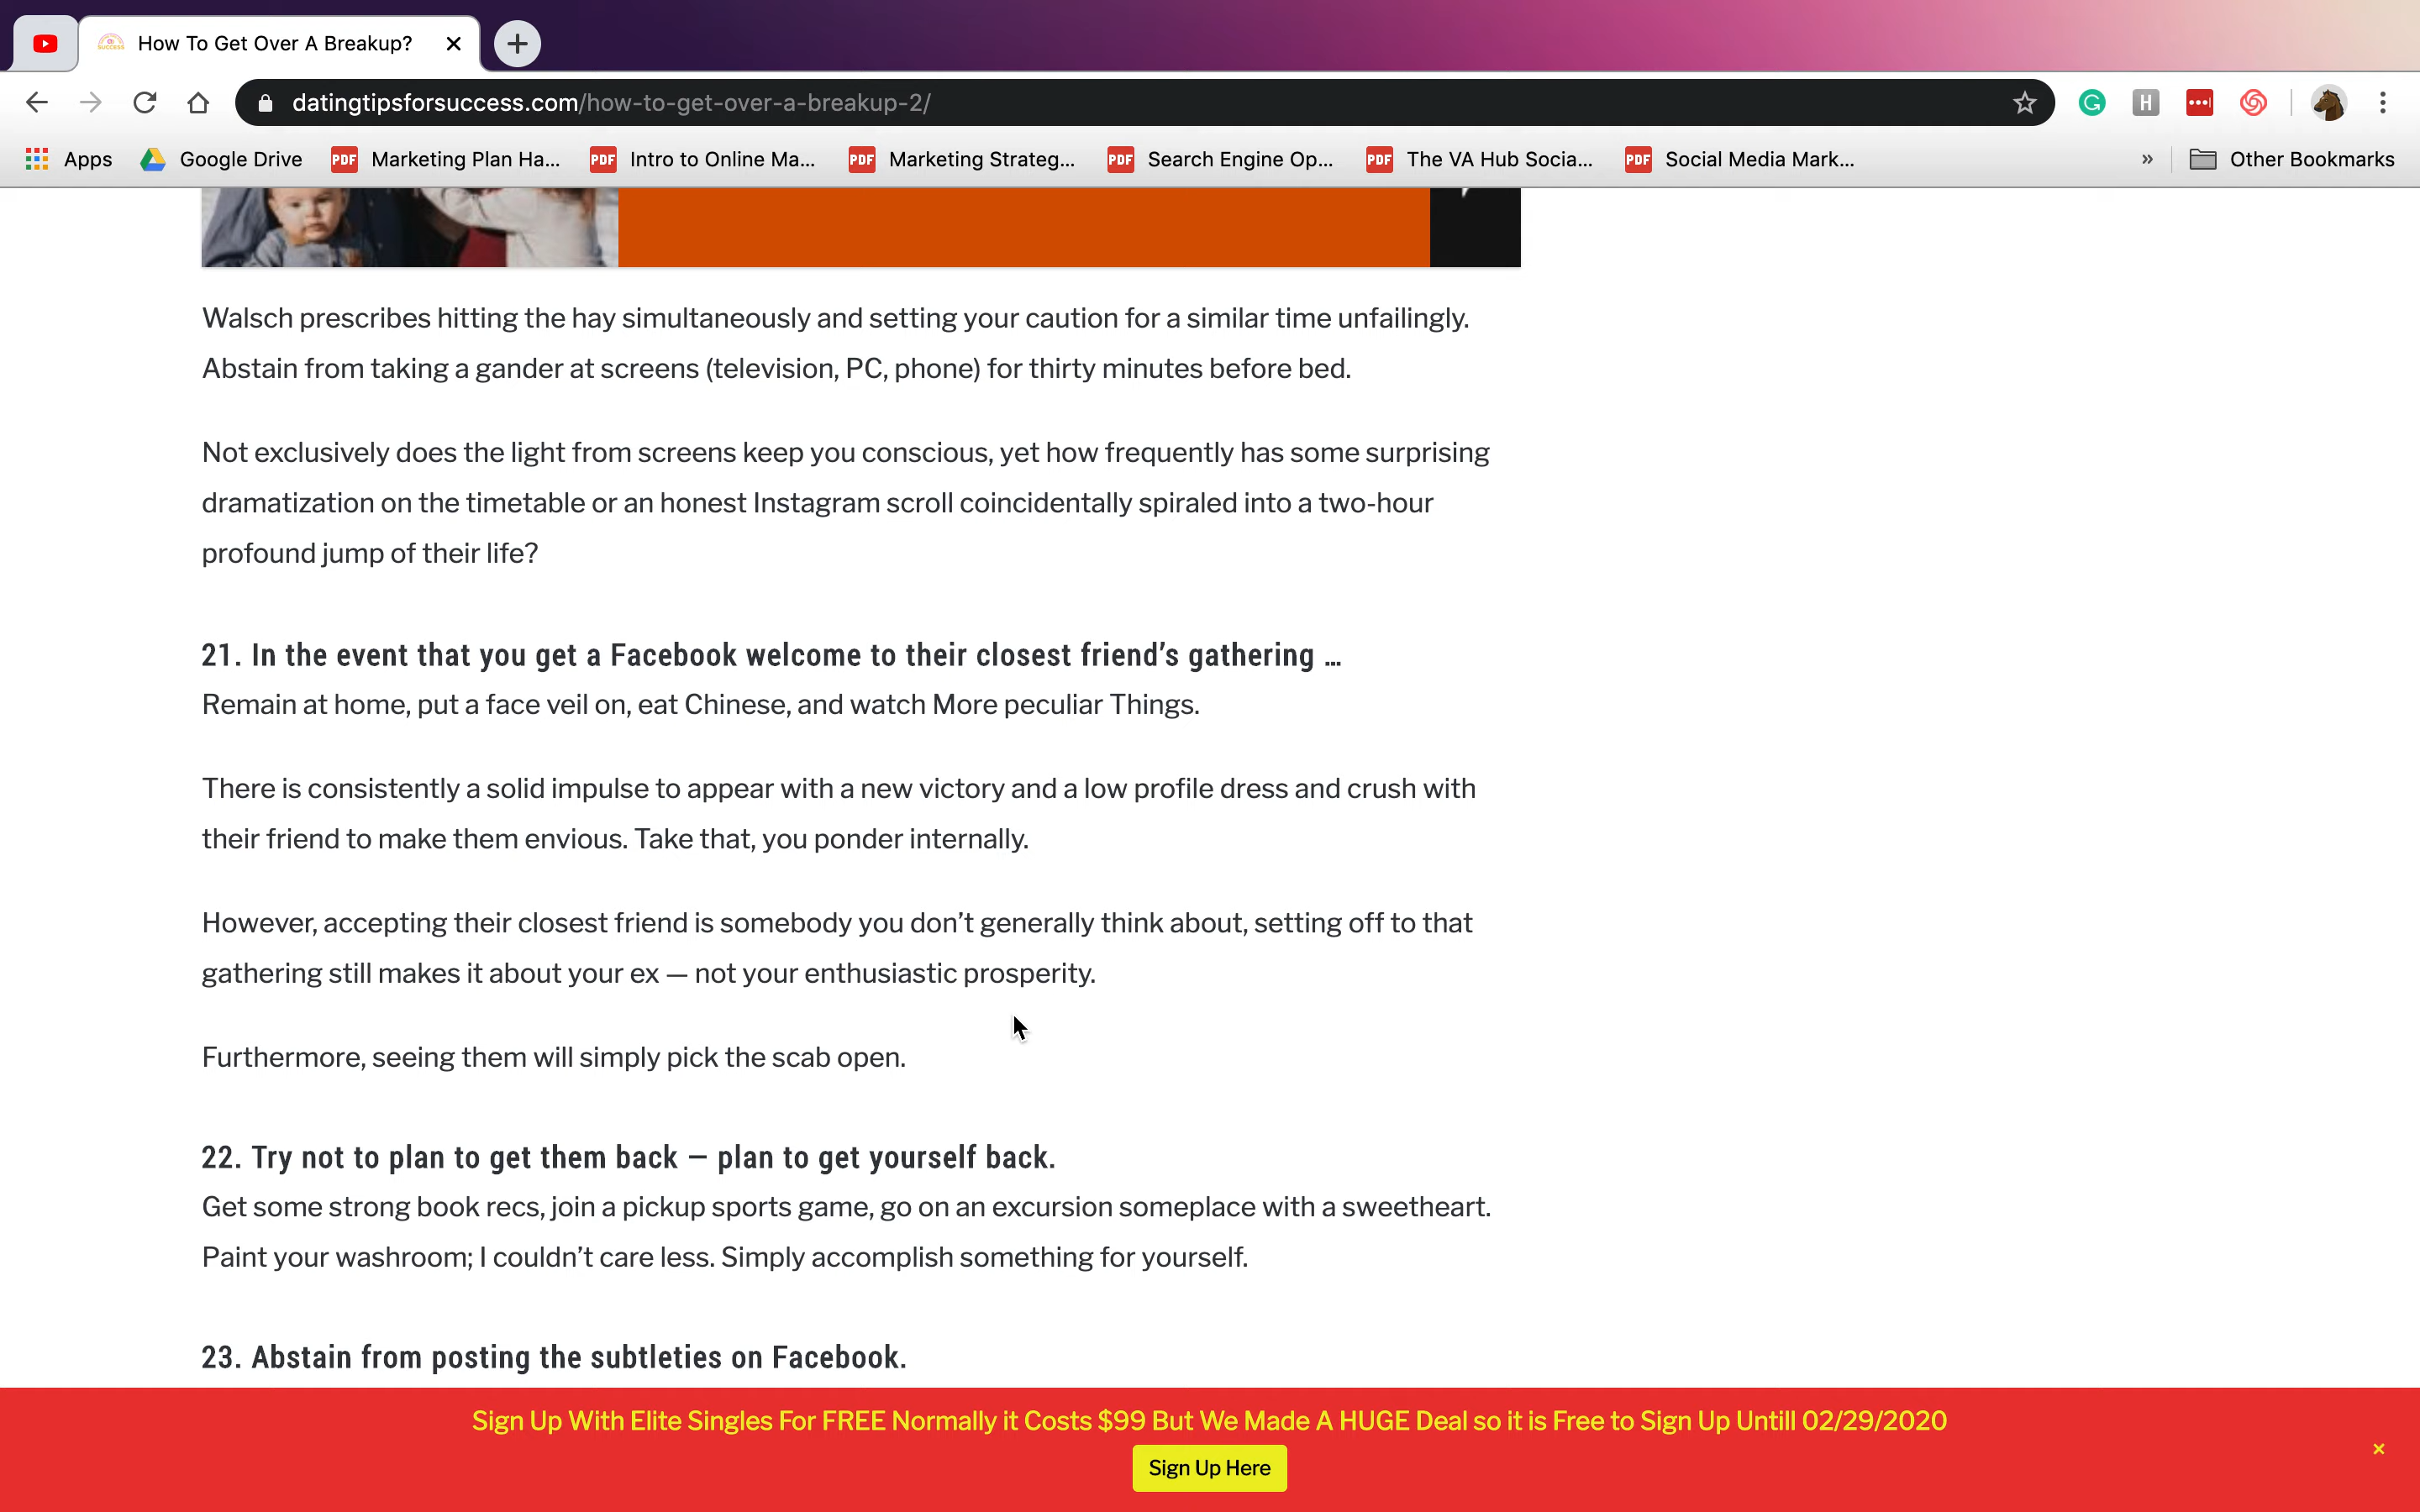 How To Get Over A Breakup?
datingtipsforsuccess.com/how-to-get-over-a-breakup-2/
Apps Google Drive PDF Marketing Plan Ha... PDF Intro to Online Ma... PDF Marketing Strateg... PDF Search Engine Op... PDF The VA Hub Socia... PDF Social Media Mark... » Other Bookmarks
Walsch prescribes hitting the hay simultaneously and setting your caution for a similar time unfailingly.
Abstain from taking a gander at screens (television, PC, phone) for thirty minutes before bed.
Not exclusively does the light from screens keep you conscious, yet how frequently has some surprising
dramatization on the timetable or an honest Instagram scroll coincidentally spiraled into a two-hour
profound jump of their life?
21. In the event that you get a Facebook welcome to their closest friend’s gathering ...
Remain at home, put a face veil on, eat Chinese, and watch More peculiar Things.
There is consistently a solid impulse to appear with a new victory and a low profile dress and crush with
their friend to make them envious. Take that, you ponder internally.
However, accepting their closest friend is somebody you don’t generally think about, setting off to that
gathering still makes it about your ex — not your enthusiastic prosperity.
Furthermore, seeing them will simply pick the scab open.
22. Try not to plan to get them back — plan to get yourself back.
Get some strong book recs, join a pickup sports game, go on an excursion someplace with a sweetheart.
Paint your washroom; I couldn’t care less. Simply accomplish something for yourself.
23. Abstain from posting the subtleties on Facebook.
Sign Up With Elite Singles For FREE Normally it Costs $99 But We Made A HUGE Deal so it is Free to Sign Up Untill 02/29/2020
Sign Up Here